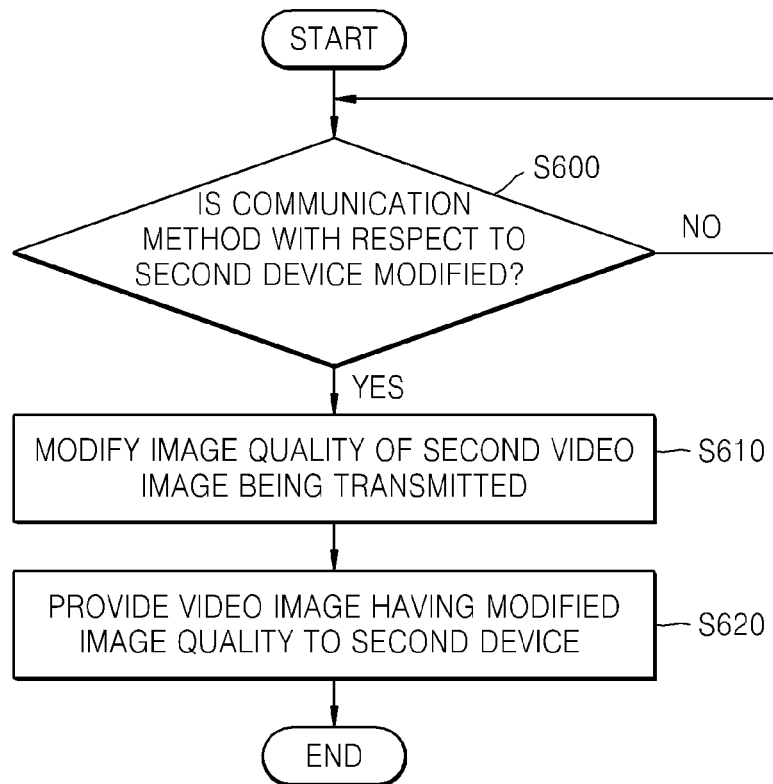 START
S600
IS COMMUNICATION
METHOD WITH RESPECT TO
SECOND DEVICE MODIFIED?
NO
YES
MODIFY IMAGE QUALITY OF SECOND VIDEO
IMAGE BEING TRANSMITTED
S610
PROVIDE VIDEO IMAGE HAVING MODIFIED
IMAGE QUALITY TO SECOND DEVICE
S620
END